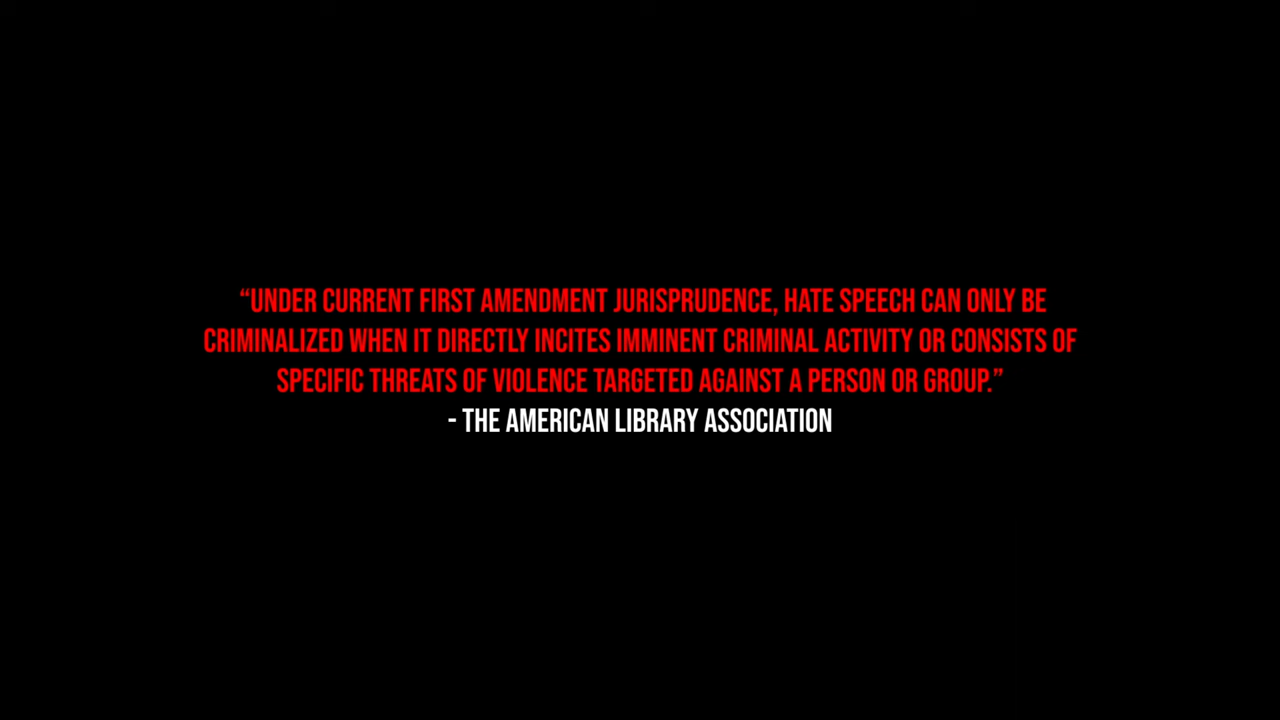 “UNDER CURRENT FIRST AMENDMENT JURISPRUDENCE, HATE SPEECH CAN ONLY BE
CRIMINALIZED WHEN IT DIRECTLY INCITES IMMINENT CRIMINAL ACTIVITY OR CONSISTS OF
SPECIFIC THREATS OF VIOLENCE TARGETED AGAINST A PERSON OR GROUP.”
- THE AMERICAN LIBRARY ASSOCIATION